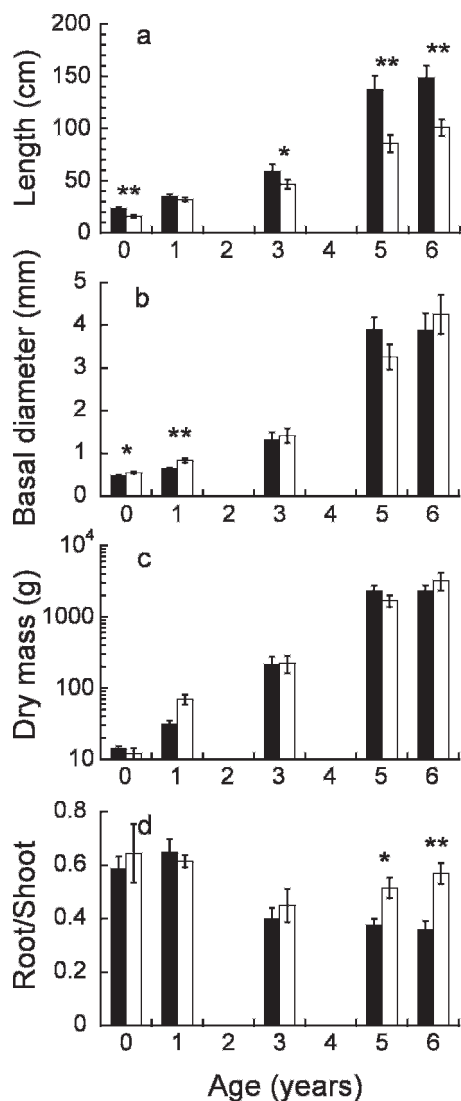 a
Length (cm)
200
150
100
50
0
** * ** **
0 1 2 3 4 5 6
b
Basal diameter (mm)
5
4
3
2
1
0
* **
0 1 2 3 4 5 6
c
Dry mass (g)
10⁴
1000
100
10
0 1 2 3 4 5 6
d
Root/Shoot
0.8
0.6
0.4
0.2
0
* **
0 1 2 3 4 5 6
Age (years)